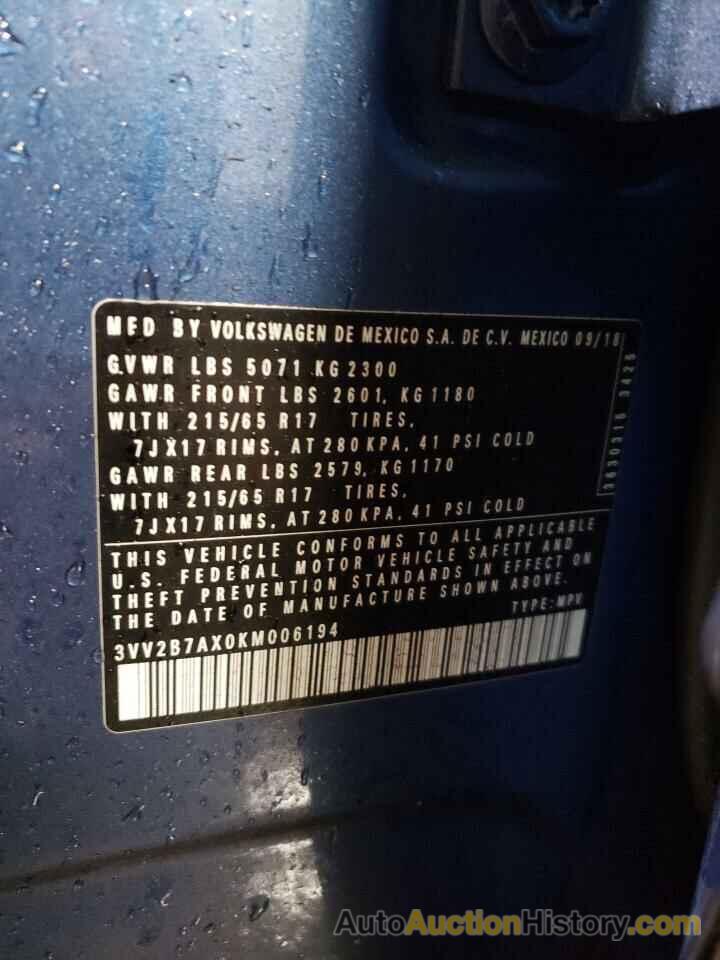 MFD BY VOLKSWAGEN DE MEXICO S.A. DE C.V. MEXICO 09/18
GVWR LBS 5071 KG 2300
GAWR FRONT LBS 2601, KG 1180
WITH 215/65 R17 TIRES,
7JX17 RIMS, AT 280 KPA, 41 PSI COLD
GAWR REAR LBS 2579, KG 1170
WITH 215/65 R17 TIRES,
7JX17 RIMS, AT 280 KPA, 41 PSI COLD
THIS VEHICLE CONFORMS TO ALL APPLICABLE
U.S. FEDERAL MOTOR VEHICLE SAFETY AND
THEFT PREVENTION STANDARDS IN EFFECT ON
THE DATE OF MANUFACTURE SHOWN ABOVE.
TYPE: MPV
3VV2B7AX0KM006194
AutoAuctionHistory.com